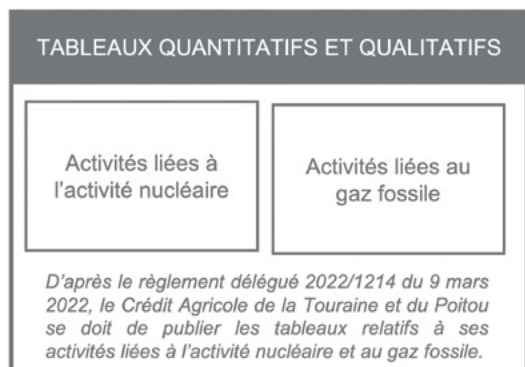 TABLEAUX QUANTITATIFS ET QUALITATIFS
Activités liées à
l'activité nucléaire
Activités liées au
gaz fossile
D'après le règlement délégué 2022/1214 du 9 mars
2022, le Crédit Agricole de la Touraine et du Poitou
se doit de publier les tableaux relatifs à ses
activités liées à l'activité nucléaire et au gaz fossile.